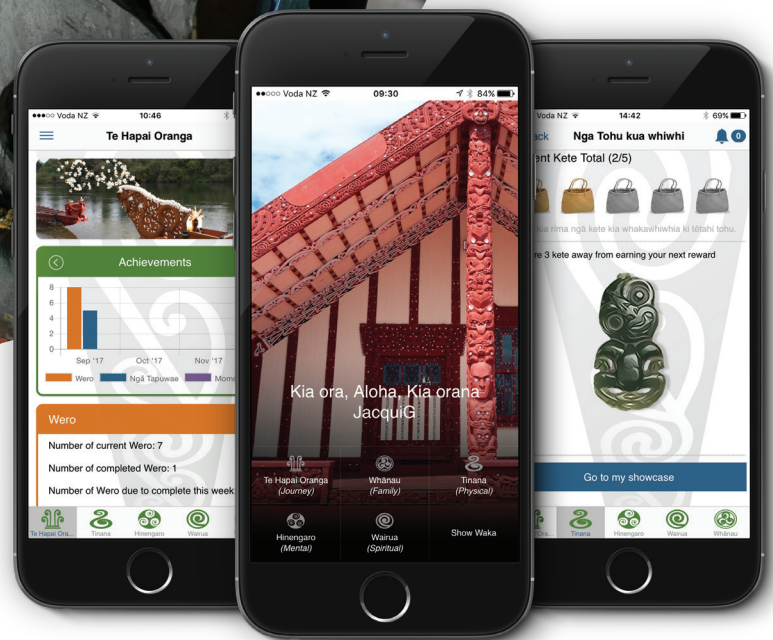 Voda NZ 10:46
Te Hapai Oranga
Achievements
8
6
4
2
0
Sep '17 Oct '17 Nov '17
Wero Ngā Tapuwae
Wero
Number of current Wero: 7
Number of completed Wero: 1
Number of Wero due to complete this week
Te Hapai Ora... Tinana Hinengaro Wairua
Voda NZ 09:30 84%
Kia ora, Aloha, Kia orana
JacquiG
Te Hapai Oranga
(Journey)
Whānau
(Family)
Tinana
(Physical)
Hinengaro
(Mental)
Wairua
(Spiritual)
Show Waka
Voda NZ 14:42 69%
ack Nga Tohu kua whiwhi 0
ent Kete Total (2/5)
kia rima ngā kete kia whakawhiwhia ki tētahi tohu.
re 3 kete away from earning your next reward
Go to my showcase
Ora... Tinana Hinengaro Wairua Whānau